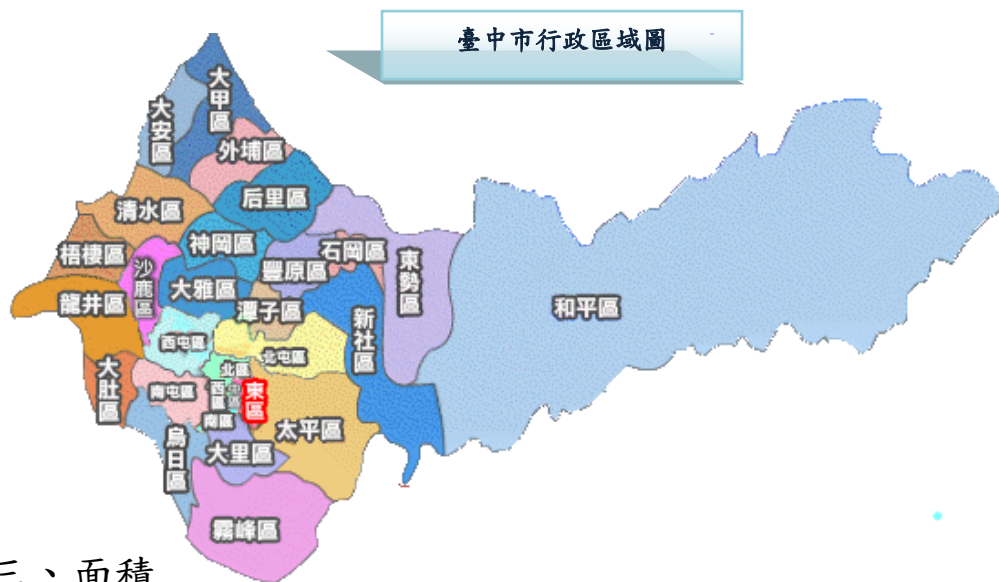 臺中市行政區域圖
大甲區
大安區
外埔區
后里區
清水區
神岡區
石岡區
梧棲區
沙鹿區
豐原區
東勢區
大雅區
龍井區
潭子區
和平區
新社區
西屯區
北屯區
北區
大肚區
南屯區
西區
中區
東區
南區
太平區
烏日區
大里區
霧峰區
三、面積